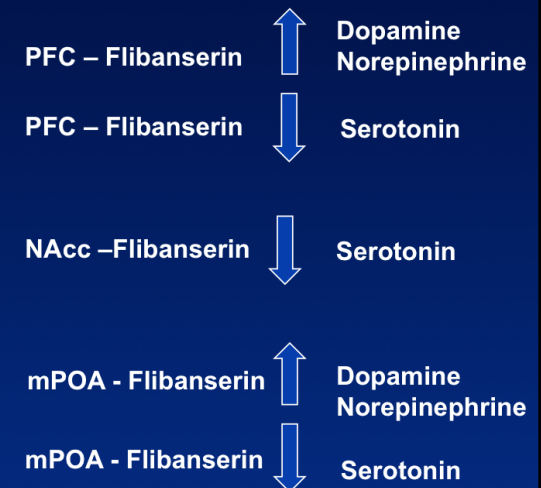 PFC – Flibanserin
Dopamine
Norepinephrine
PFC – Flibanserin
Serotonin
NAcc –Flibanserin
Serotonin
mPOA - Flibanserin
Dopamine
Norepinephrine
mPOA - Flibanserin
Serotonin